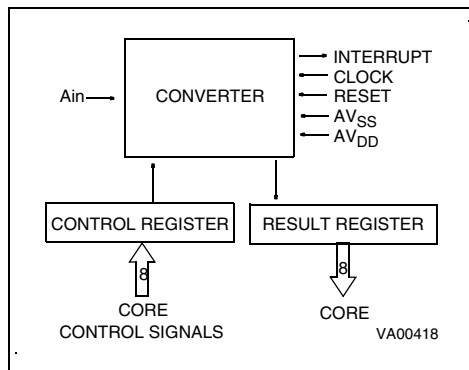 INTERRUPT
CLOCK
Ain
CONVERTER
RESET
AVSS
AVDD
CONTROL REGISTER
RESULT REGISTER
8
8
CORE
CONTROL SIGNALS
CORE
VA00418